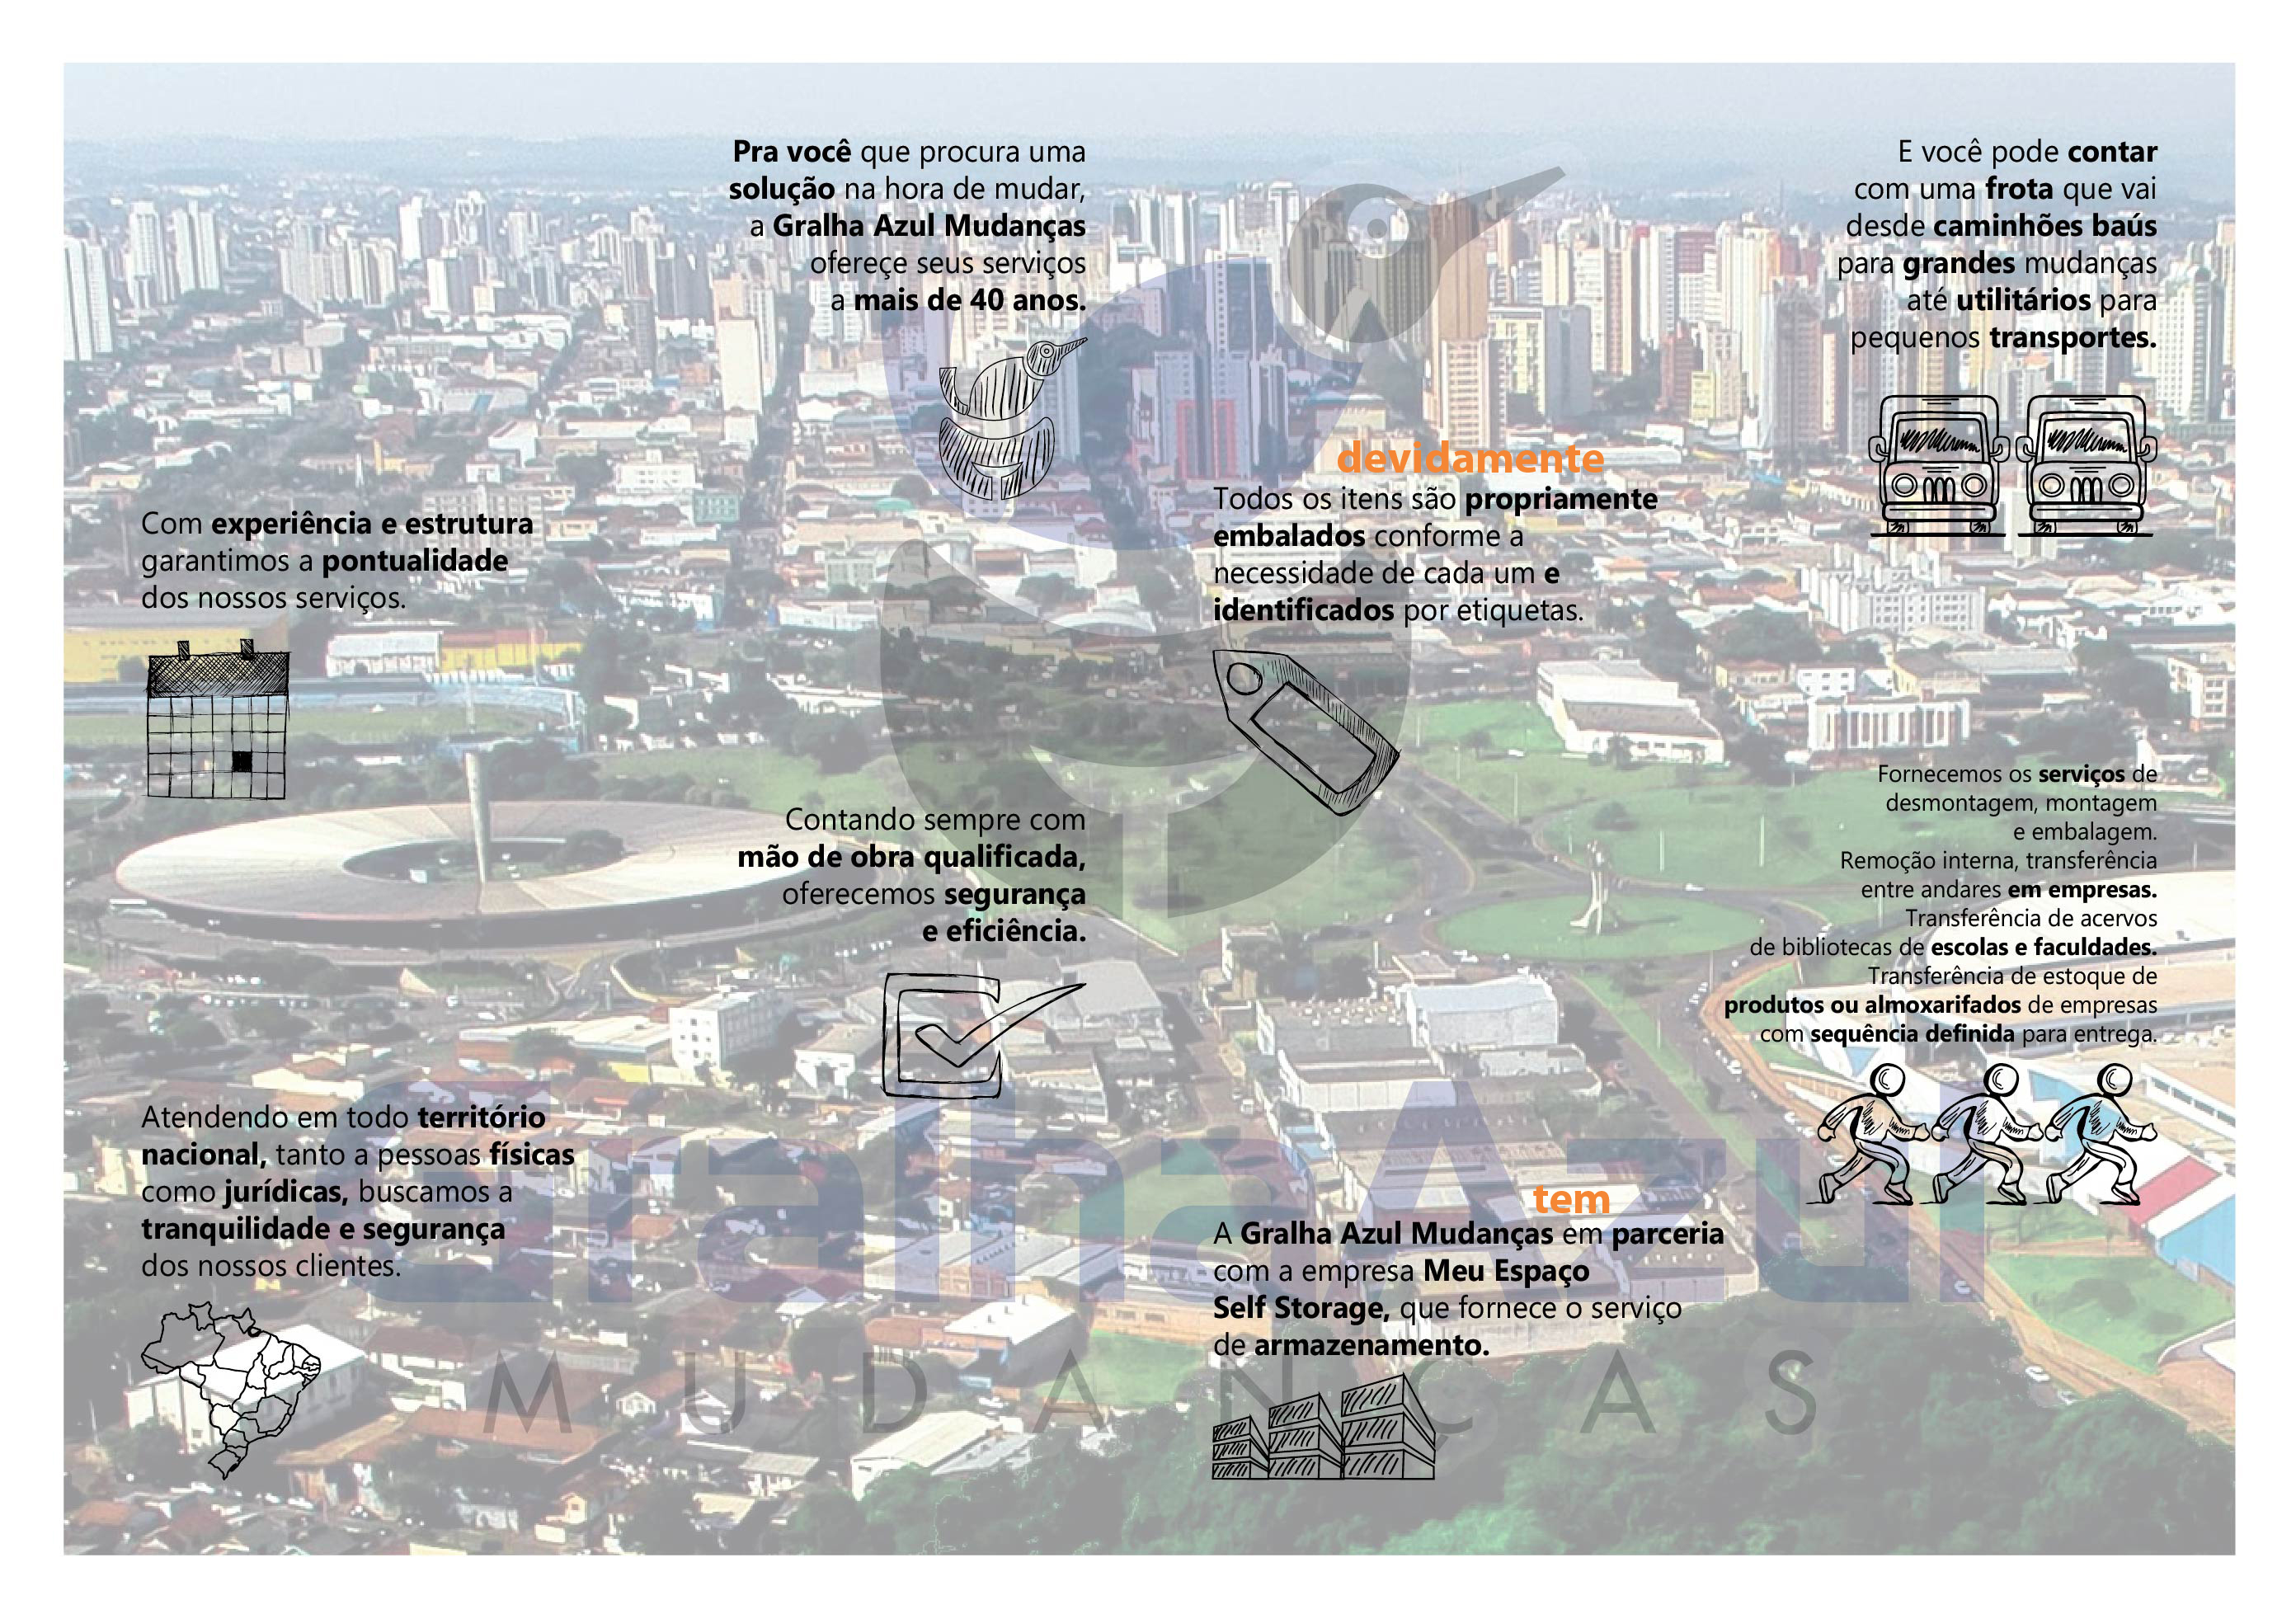 Pra você que procura uma
solução na hora de mudar,
a Gralha Azul Mudanças
ofereçe seus serviços
a mais de 40 anos.
Com experiência e estrutura
garantimos a pontualidade
dos nossos serviços.
Contando sempre com
mão de obra qualificada,
oferecemos segurança
e eficiência.
Atendendo em todo território
nacional, tanto a pessoas físicas
como jurídicas, buscamos a
tranquilidade e segurança
dos nossos clientes.
E você pode contar
com uma frota que vai
desde caminhões baús
para grandes mudanças
até utilitários para
pequenos transportes.
devidamente
Todos os itens são propriamente
embalados conforme a
necessidade de cada um e
identificados por etiquetas.
Fornecemos os serviços de
desmontagem, montagem
e embalagem.
Remoção interna, transferência
entre andares em empresas.
Transferência de acervos
de bibliotecas de escolas e faculdades.
Transferência de estoque de
produtos ou almoxarifados de empresas
com sequência definida para entrega.
tem
A Gralha Azul Mudanças em parceria
com a empresa Meu Espaço
Self Storage, que fornece o serviço
de armazenamento.
GralhaAzul
MUDANÇAS